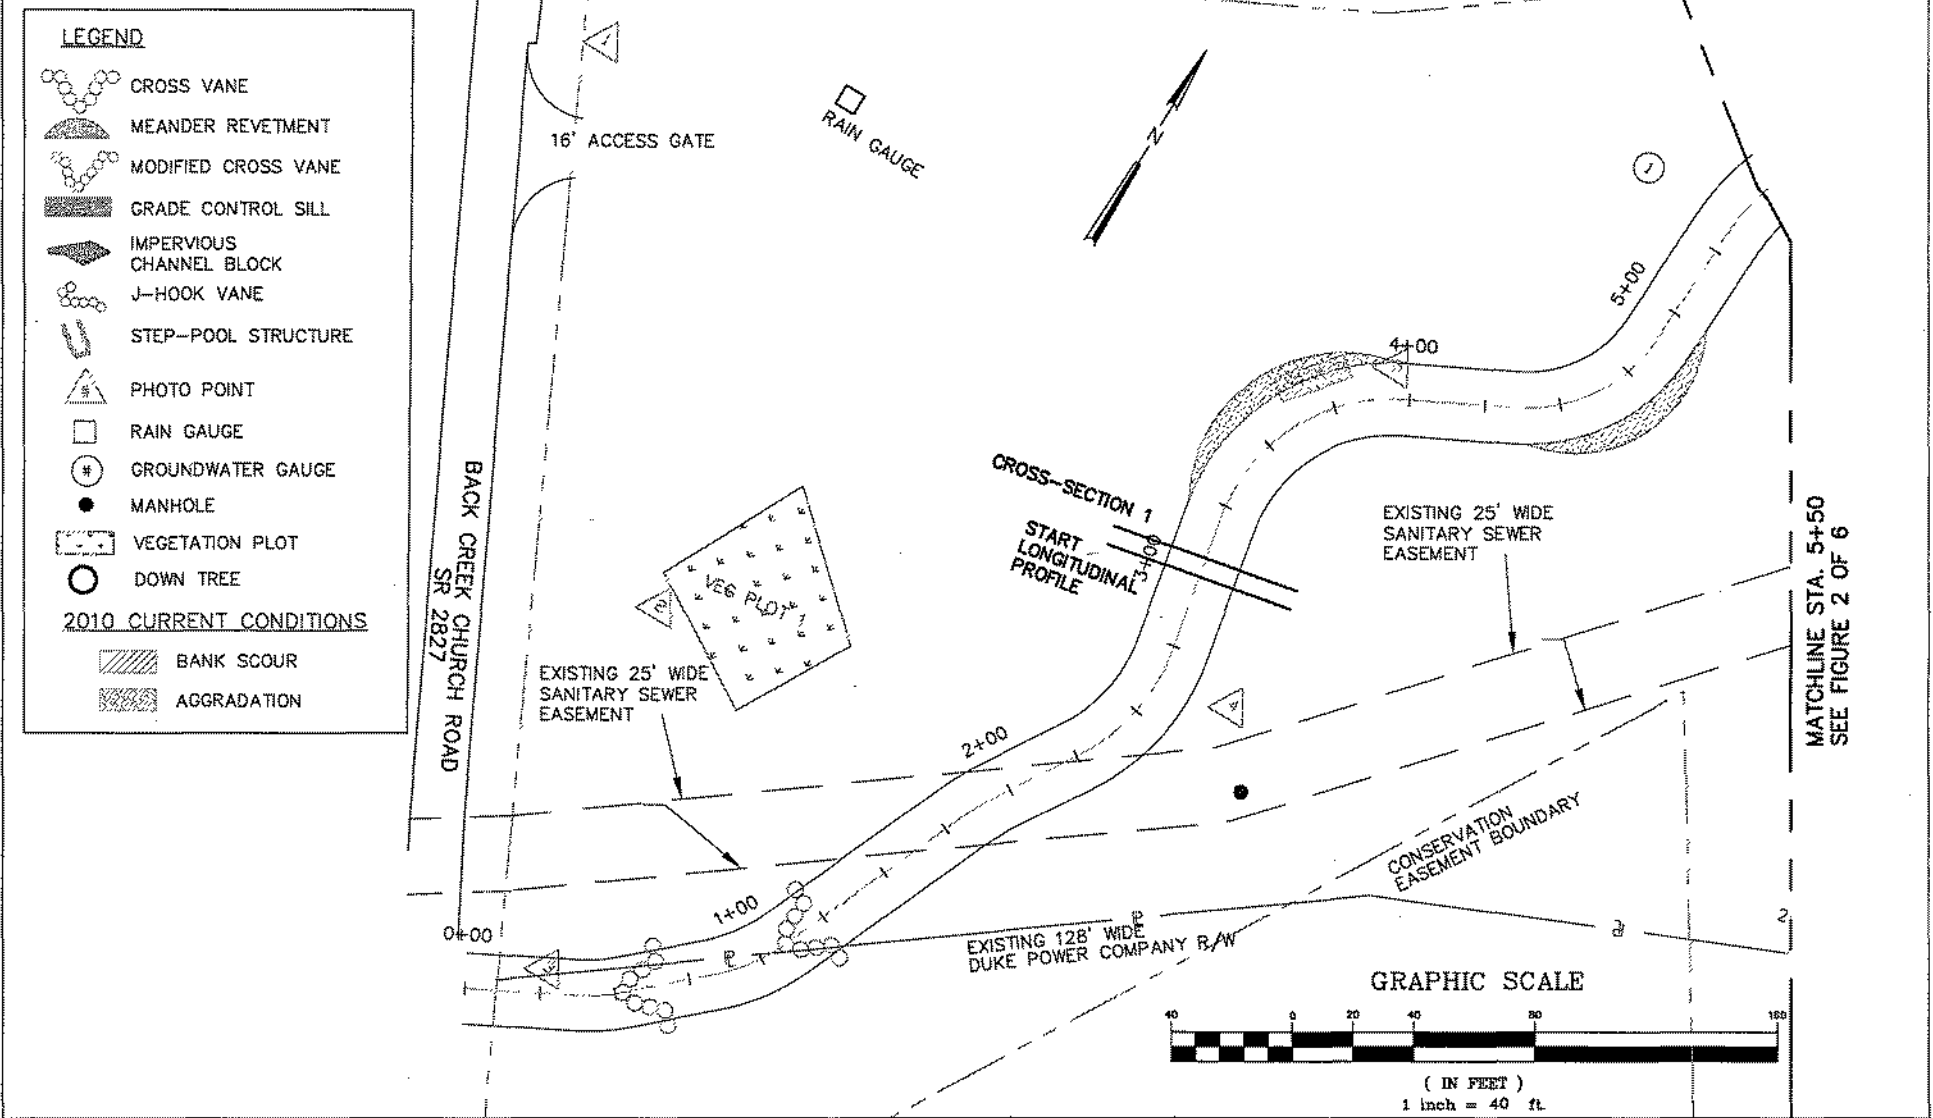 LEGEND
CROSS VANE
MEANDER REVETMENT
MODIFIED CROSS VANE
GRADE CONTROL SILL
IMPERVIOUS
CHANNEL BLOCK
J-HOOK VANE
STEP-POOL STRUCTURE
#
PHOTO POINT
RAIN GAUGE
#
GROUNDWATER GAUGE
MANHOLE
VEGETATION PLOT
DOWN TREE
2010 CURRENT CONDITIONS
BANK SCOUR
AGGRADATION
BACK CREEK CHURCH ROAD
SR 2827
16' ACCESS GATE
RAIN GAUGE
N
1
5+00
4+00
CROSS-SECTION 1
START
LONGITUDINAL
PROFILE
3+00
VEG PLOT 1
EXISTING 25' WIDE
SANITARY SEWER
EASEMENT
EXISTING 25' WIDE
SANITARY SEWER
EASEMENT
MATCHLINE STA. 5+50
SEE FIGURE 2 OF 6
2+00
1+00
0+00
CONSERVATION
EASEMENT BOUNDARY
EXISTING 128' WIDE
DUKE POWER COMPANY R/W
GRAPHIC SCALE
40 0 20 40 80 160
( IN FEET )
1 inch = 40 ft.